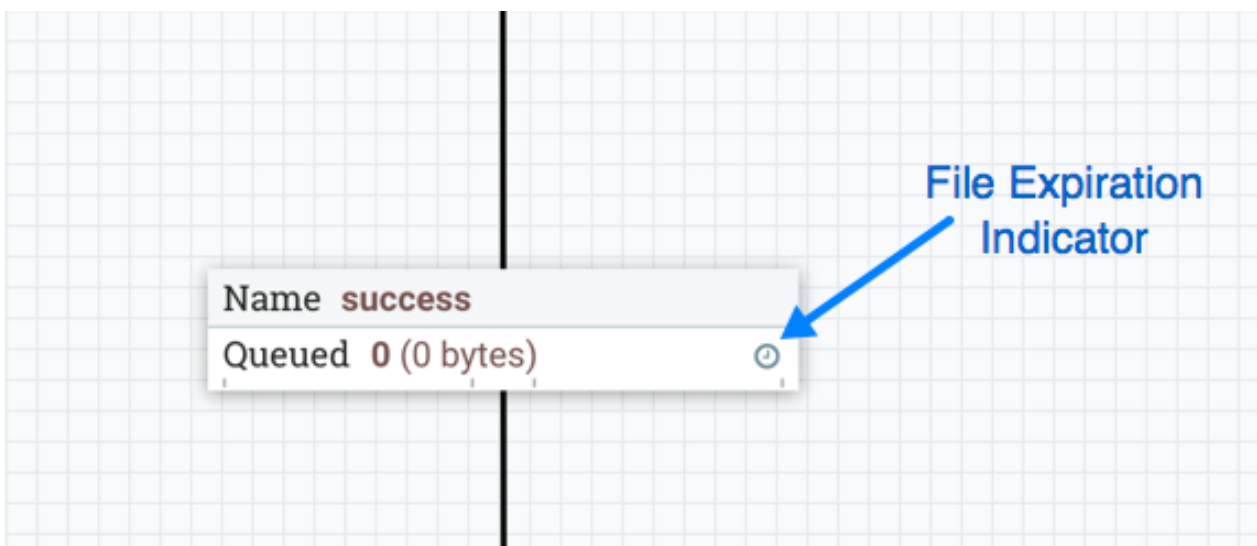 File Expiration
Indicator
Name success
Queued 0 (0 bytes)